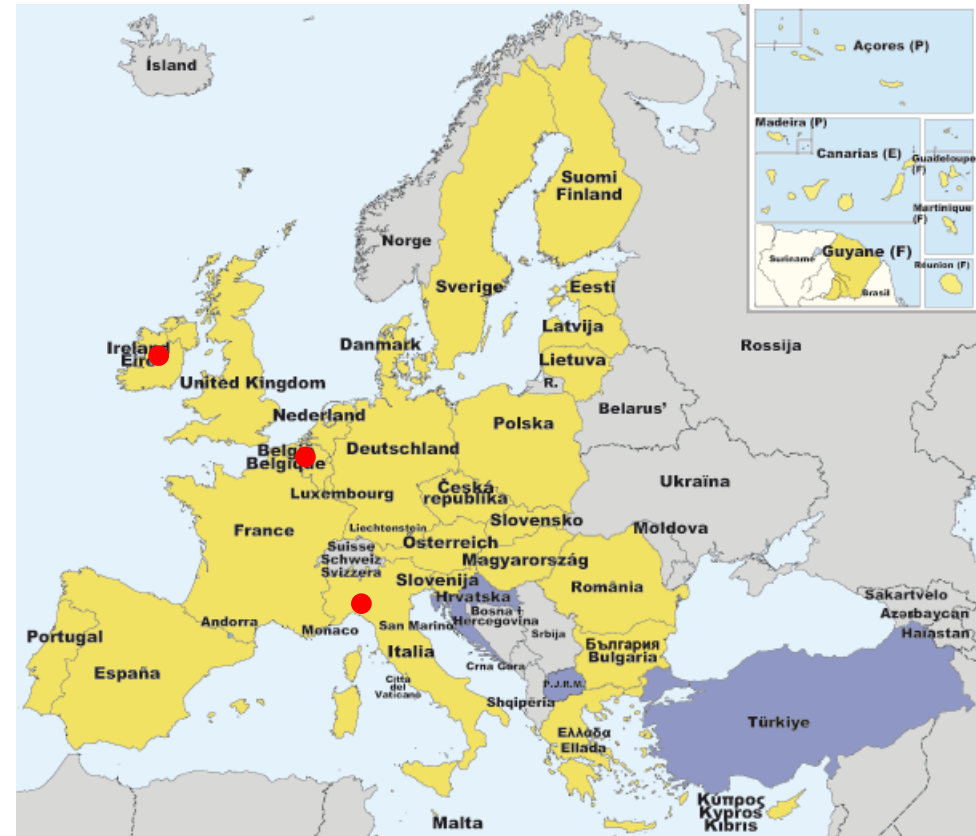 Ísland
Açores (P)
Madeira (P)
Canarias (E)
Guadeloupe
(F)
Martinique
(F)
Guyane (F)
Suriname
Brasil
Réunion (F)
Suomi
Finland
Norge
Sverige
Eesti
Latvija
Lietuva
R.
Danmark
Rossija
Ireland
Eire
United Kingdom
Nederland
Belarus'
Polska
België
Belgique
Deutschland
Luxembourg
Česká
republika
Ukraïna
Slovensko
Moldova
France
Liechtenstein
Österreich
Suisse
Schweiz
Svizzera
Magyarország
Slovenija
România
Hrvatska
Bosna i
Hercegovina
Sakartvelo
Azərbaycan
Haïastan
Andorra
Monaco
San Marino
Srbija
Portugal
España
Italia
България
Bulgaria
Crna Gora
Città
del
Vaticano
P.J.R.M.
Shqipëria
Türkiye
Ελλάδα
Ellada
Malta
Κύπρος
Kypros
Kibris